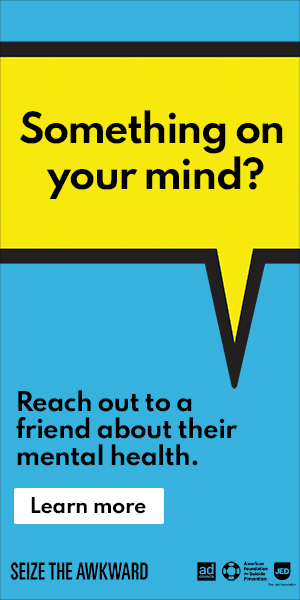 Something on
your mind?
Reach out to a
friend about their
mental health.
Learn more
SEIZE THE AWKWARD
ad
COUNCIL
American
Foundation
for Suicide
Prevention
JED
The Jed Foundation